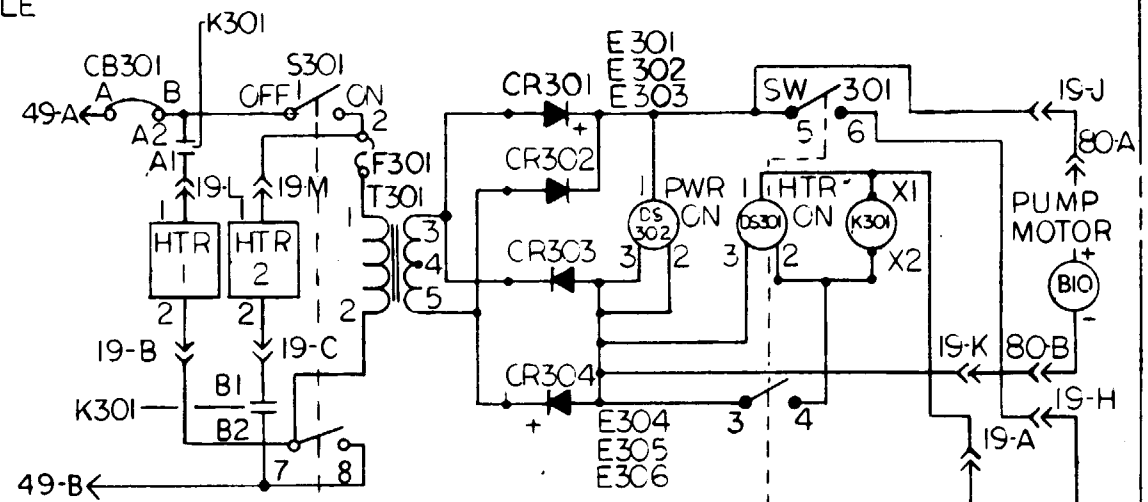 LE
K301
CB301
A
B
49-A
A2
A1
S301
OFF
1
ON
2
F301
T301
19-L
19-M
1
HTR
1
2
1
HTR
2
2
19-B
19-C
K301
B1
B2
49-B
7
8
1
2
3
4
5
CR301
+
CR302
CR303
CR304
+
E301
E302
E303
1
PWR
ON
DS
302
3
2
E304
E305
E306
SW 301
5
6
1
HTR
ON
DS301
3
2
K301
X1
X2
3
4
19-J
80-A
PUMP
MOTOR
+
B10
-
19-K
80-B
19-H
19-A